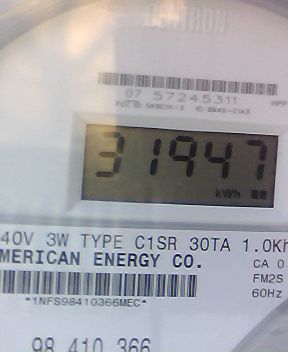 CENTRON
07 57245311
31947
kWh
40V 3W TYPE C1SR 30TA 1.0Kh
MERICAN ENERGY CO.
CA 0
FM2S
60Hz
*1NFS98410366MEC*
98 410 366